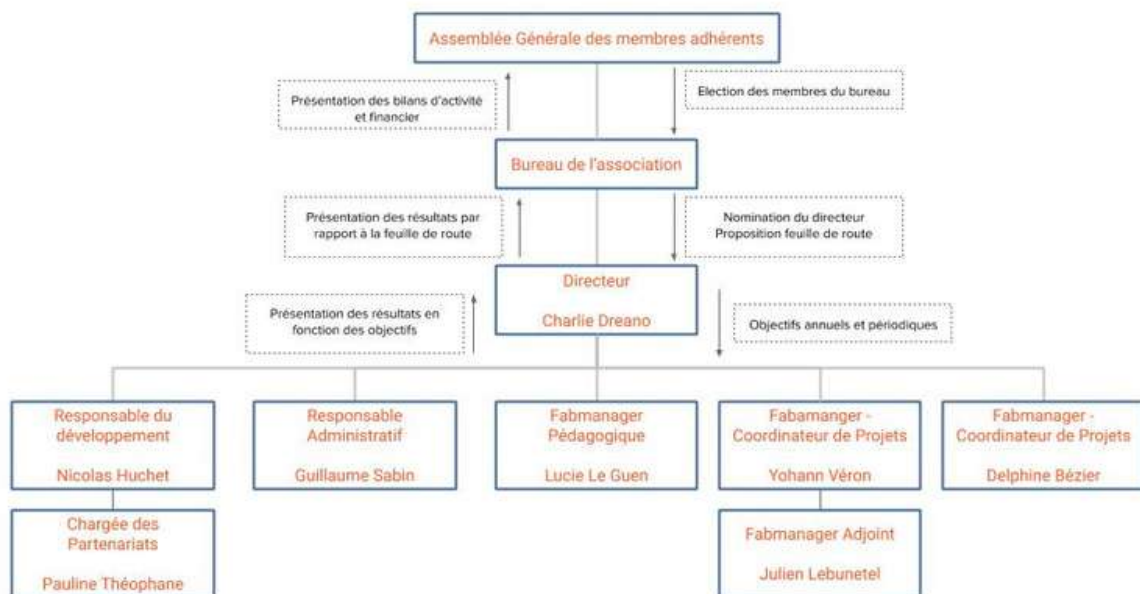 Assemblée Générale des membres adhérents
Présentation des bilans d'activité
et financier
Election des membres du bureau
Bureau de l'association
Présentation des résultats par
rapport à la feuille de route
Nomination du directeur
Proposition feuille de route
Directeur
Charlie Dreano
Présentation des résultats en
fonction des objectifs
Objectifs annuels et périodiques
Responsable du
développement
Nicolas Huchet
Responsable
Administratif
Guillaume Sabin
Fabmanager
Pédagogique
Lucie Le Guen
Fabamanger -
Coordinateur de Projets
Yohann Véron
Fabmanager -
Coordinateur de Projets
Delphine Bézier
Chargée des
Partenariats
Pauline Théophane
Fabmanager Adjoint
Julien Lebunetel